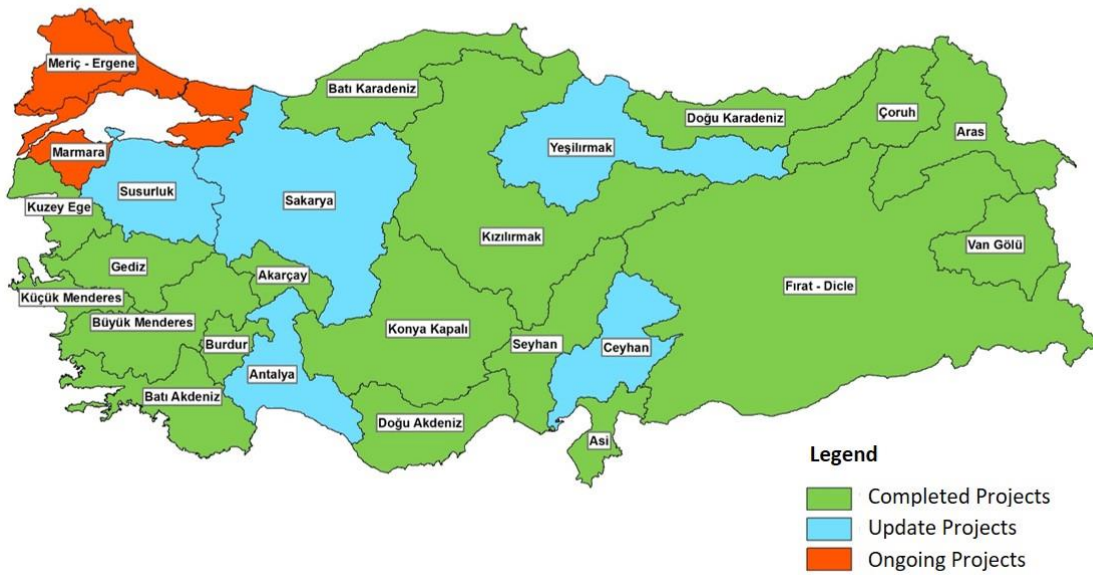 Meriç - Ergene
Batı Karadeniz
Doğu Karadeniz
Çoruh
Aras
Marmara
Yeşilırmak
Susurluk
Sakarya
Kuzey Ege
Kızılırmak
Van Gölü
Gediz
Akarçay
Fırat - Dicle
Küçük Menderes
Büyük Menderes
Konya Kapalı
Burdur
Seyhan
Ceyhan
Antalya
Batı Akdeniz
Doğu Akdeniz
Asi
Legend
Completed Projects
Update Projects
Ongoing Projects